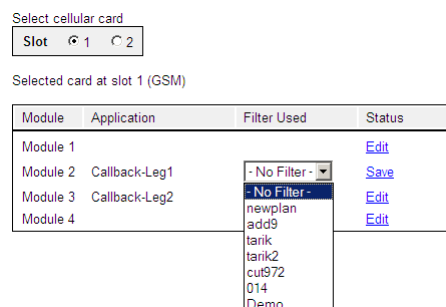 Select cellular card
Slot 1 2
Selected card at slot 1 (GSM)
Module Application Filter Used Status
Module 1 Edit
Module 2 Callback-Leg1 - No Filter - Save
Module 3 Callback-Leg2 - No Filter - Edit
newplan
Module 4 add9 Edit
tarik
tarik2
cut972
014
Demo